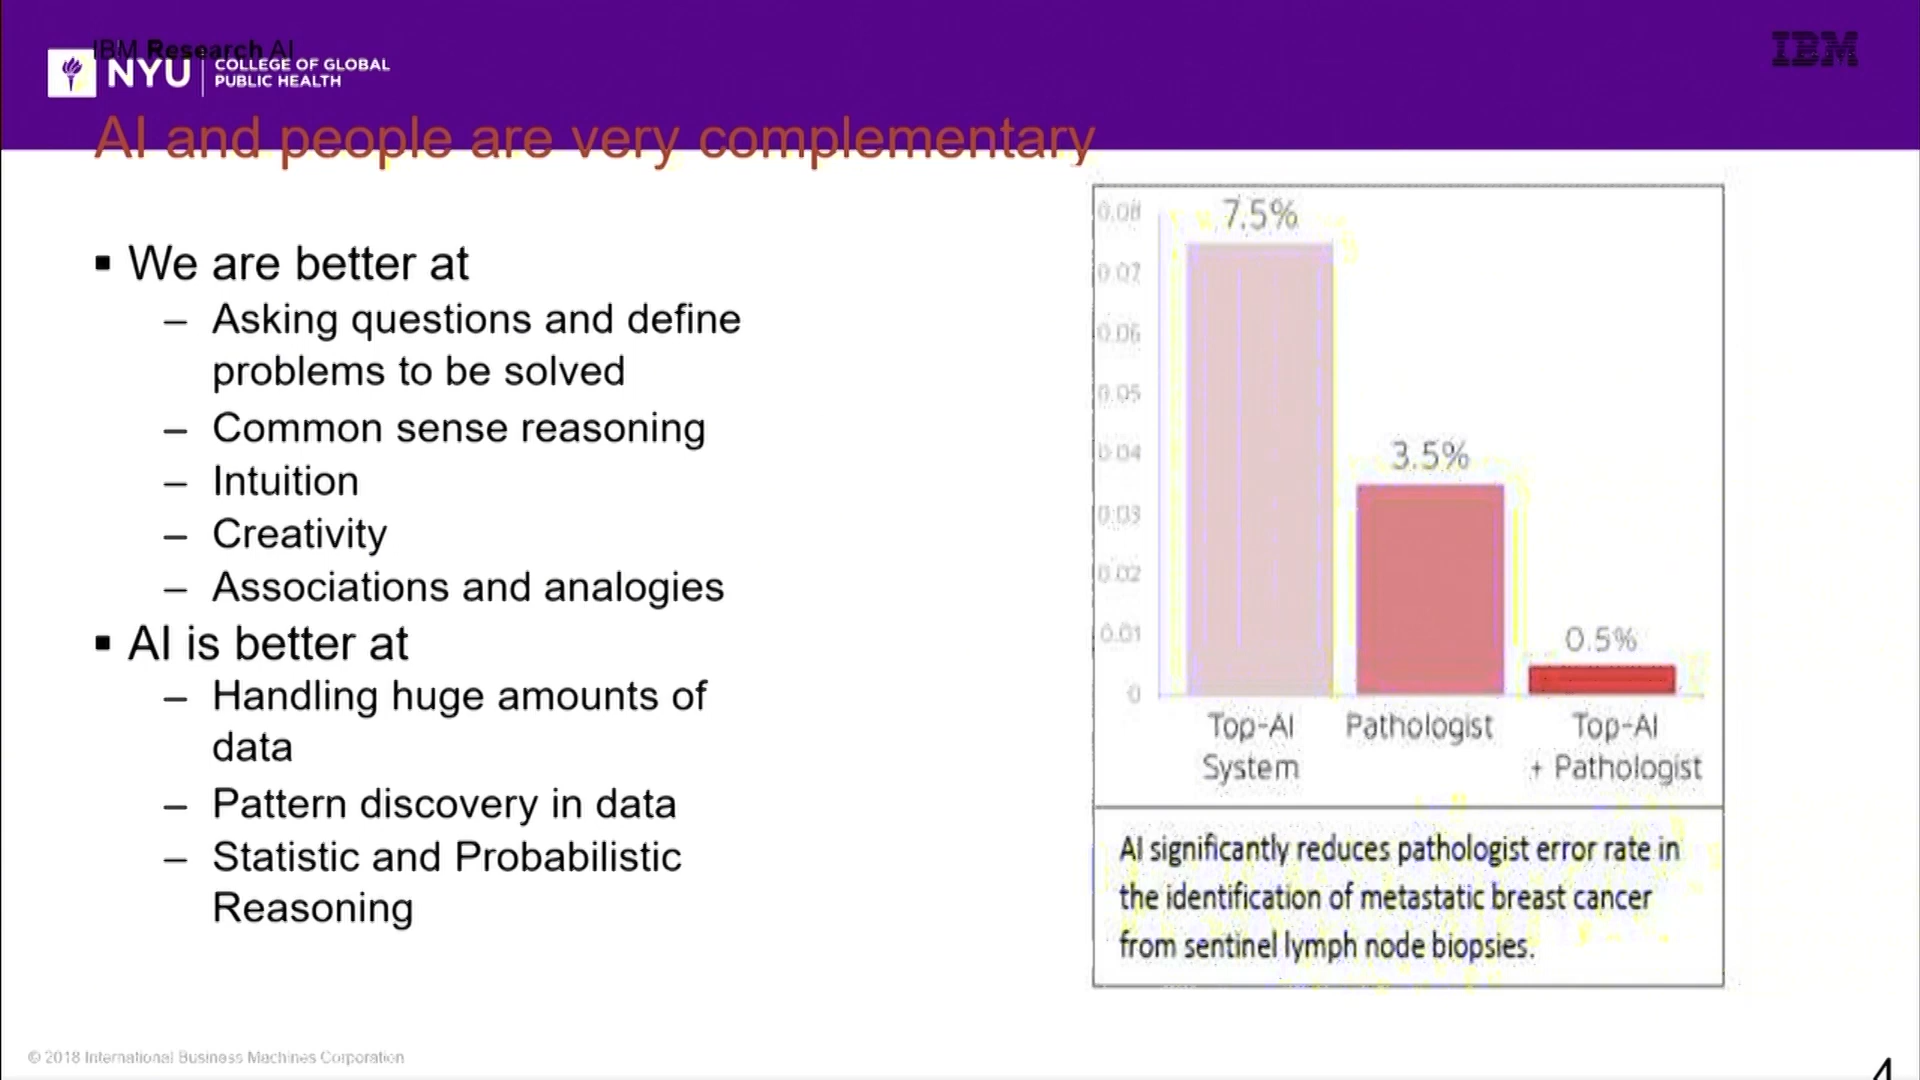 IBM Research AI
IBM
NYU
COLLEGE OF GLOBAL
PUBLIC HEALTH
AI and people are very complementary
▪ We are better at
– Asking questions and define
problems to be solved
– Common sense reasoning
– Intuition
– Creativity
– Associations and analogies
▪ AI is better at
– Handling huge amounts of
data
– Pattern discovery in data
– Statistic and Probabilistic
Reasoning
0.08
0.07
0.06
0.05
0.04
0.03
0.02
0.01
0
7.5%
3.5%
0.5%
Top-AI
System
Pathologist
Top-AI
+ Pathologist
AI significantly reduces pathologist error rate in
the identification of metastatic breast cancer
from sentinel lymph node biopsies.
© 2018 International Business Machines Corporation
4